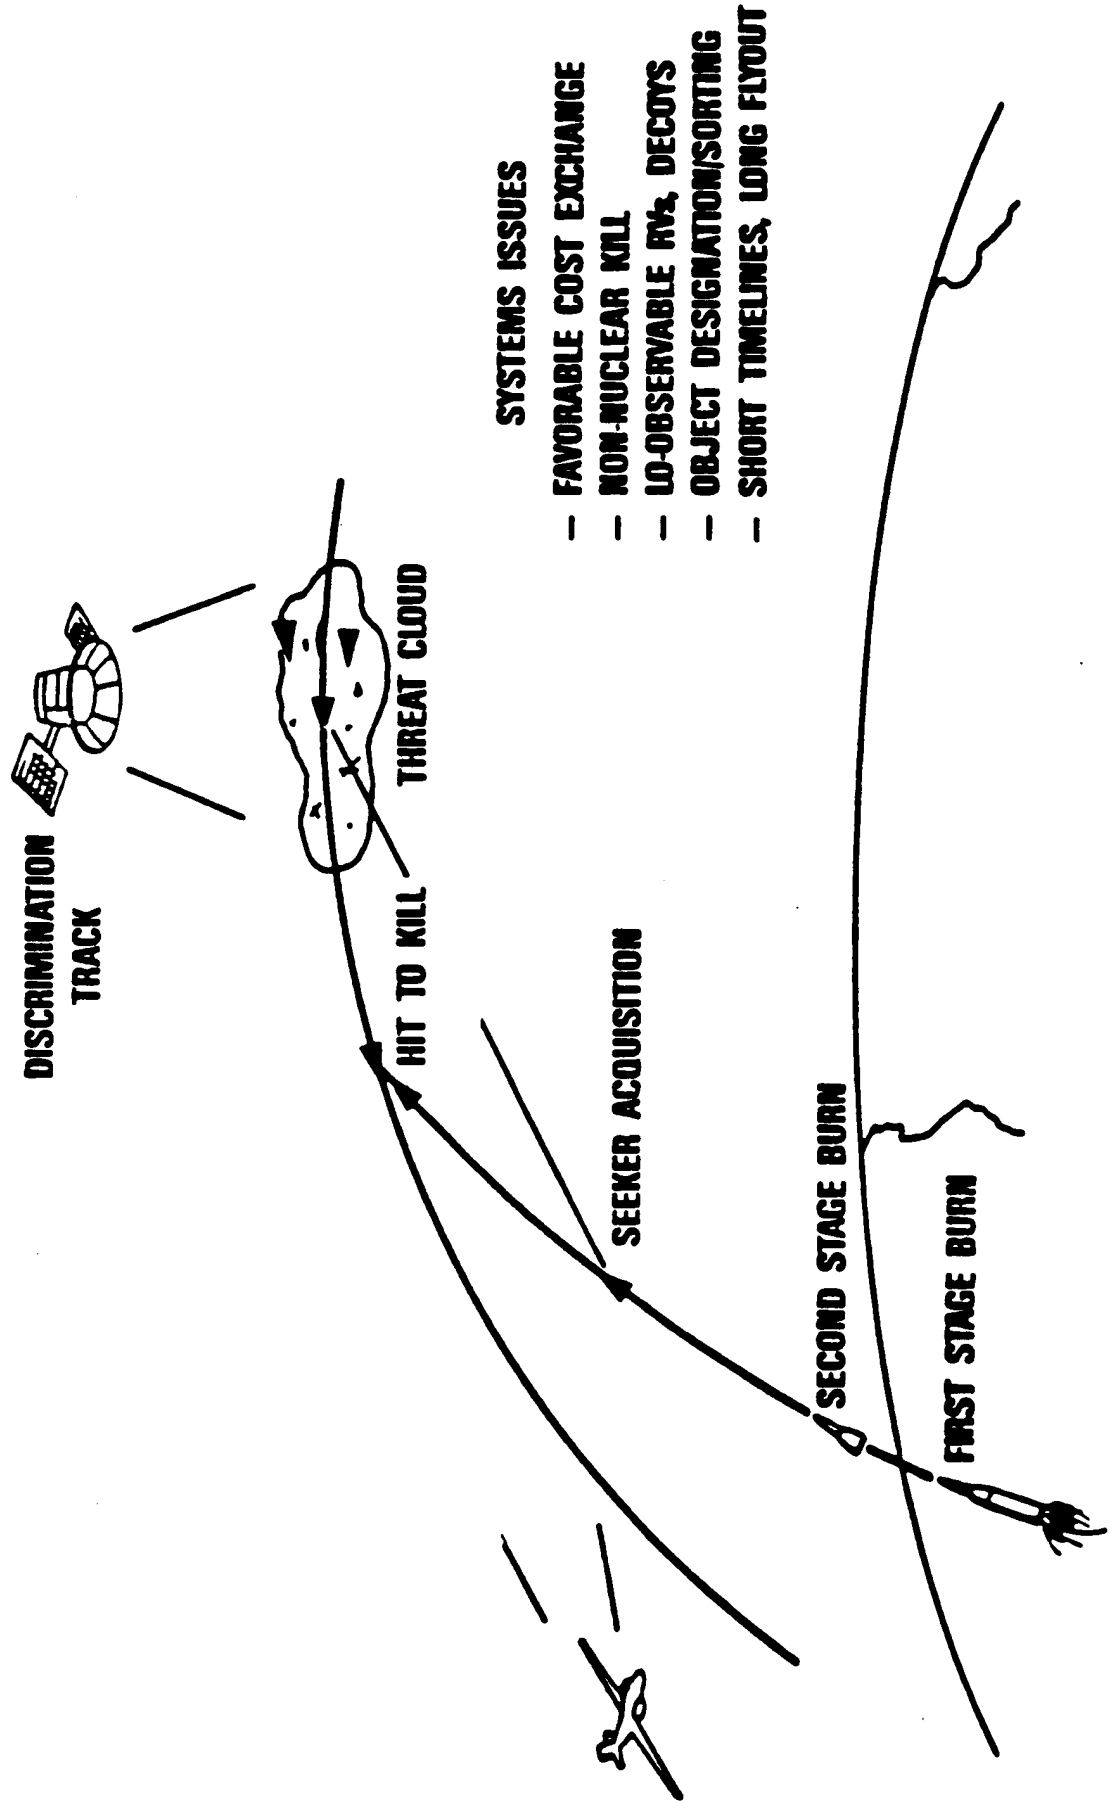 DISCRIMINATION
TRACK
THREAT CLOUD
HIT TO KILL
SEEKER ACQUISITION
SECOND STAGE BURN
FIRST STAGE BURN
SYSTEMS ISSUES
– FAVORABLE COST EXCHANGE
– NON-NUCLEAR KILL
– LO-OBSERVABLE RVs, DECOYS
– OBJECT DESIGNATION/SORTING
– SHORT TIMELINES, LONG FLYOUT